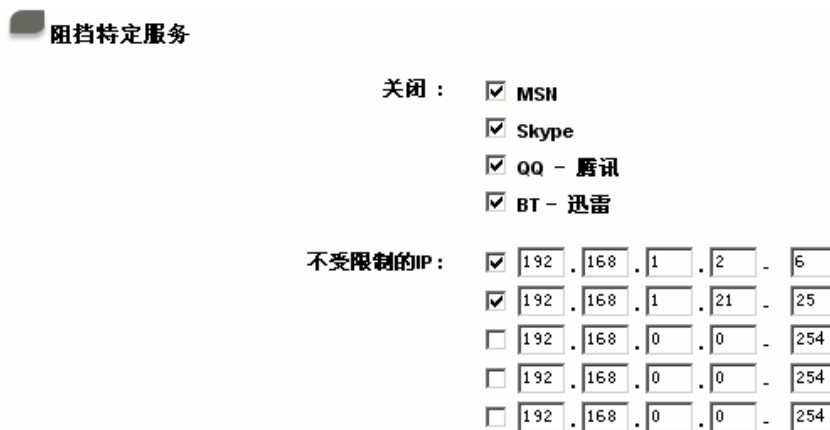 阻挡特定服务
关闭： MSN
Skype
QQ - 腾讯
BT - 迅雷
不受限制的IP： 192 . 168 . 1 . 2 - 6
192 . 168 . 1 . 21 - 25
192 . 168 . 0 . 0 - 254
192 . 168 . 0 . 0 - 254
192 . 168 . 0 . 0 - 254